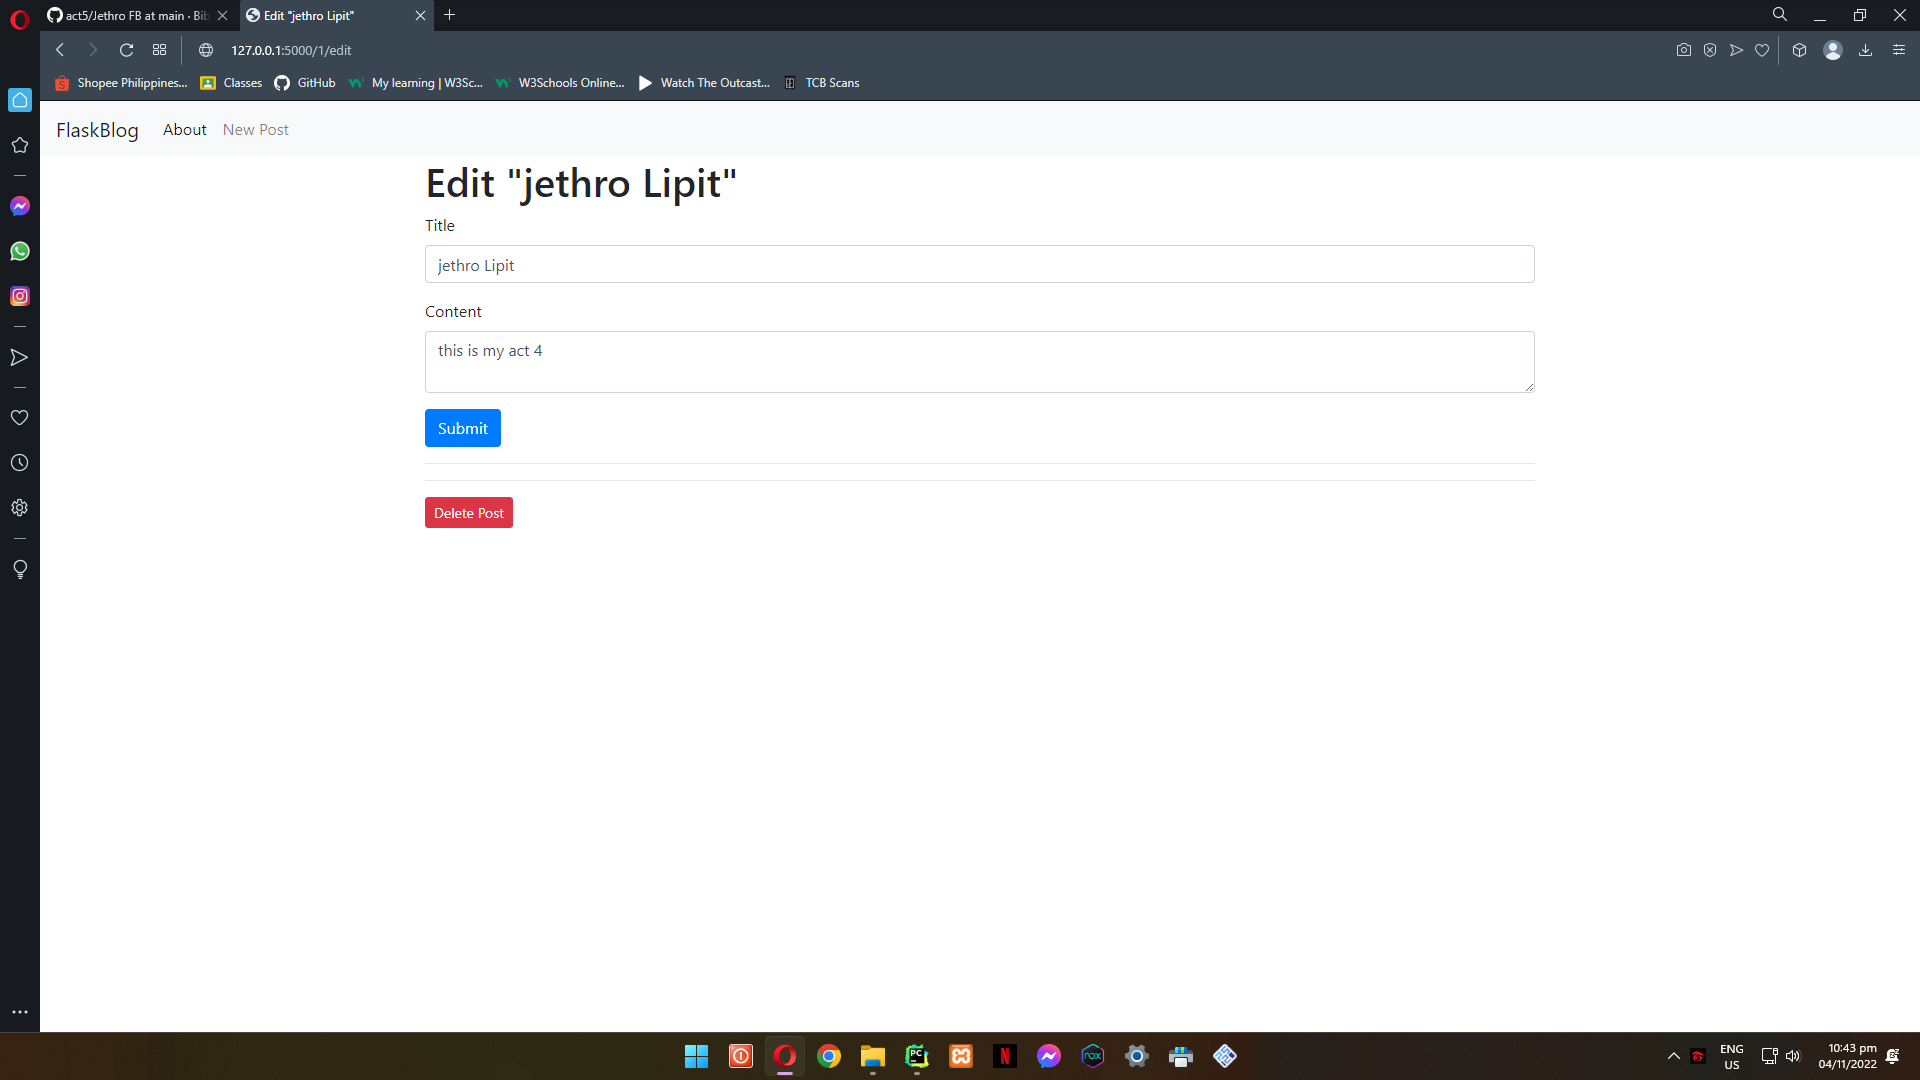 act5/Jethro FB at main · Bib
Edit "jethro Lipit"
127.0.0.1:5000/1/edit
Shopee Philippines...
Classes
GitHub
My learning | W3Sc...
W3Schools Online...
Watch The Outcast...
TCB Scans
FlaskBlog
About
New Post
Edit "jethro Lipit"
Title
jethro Lipit
Content
this is my act 4
Submit
Delete Post
ENG
US
10:43 pm
04/11/2022